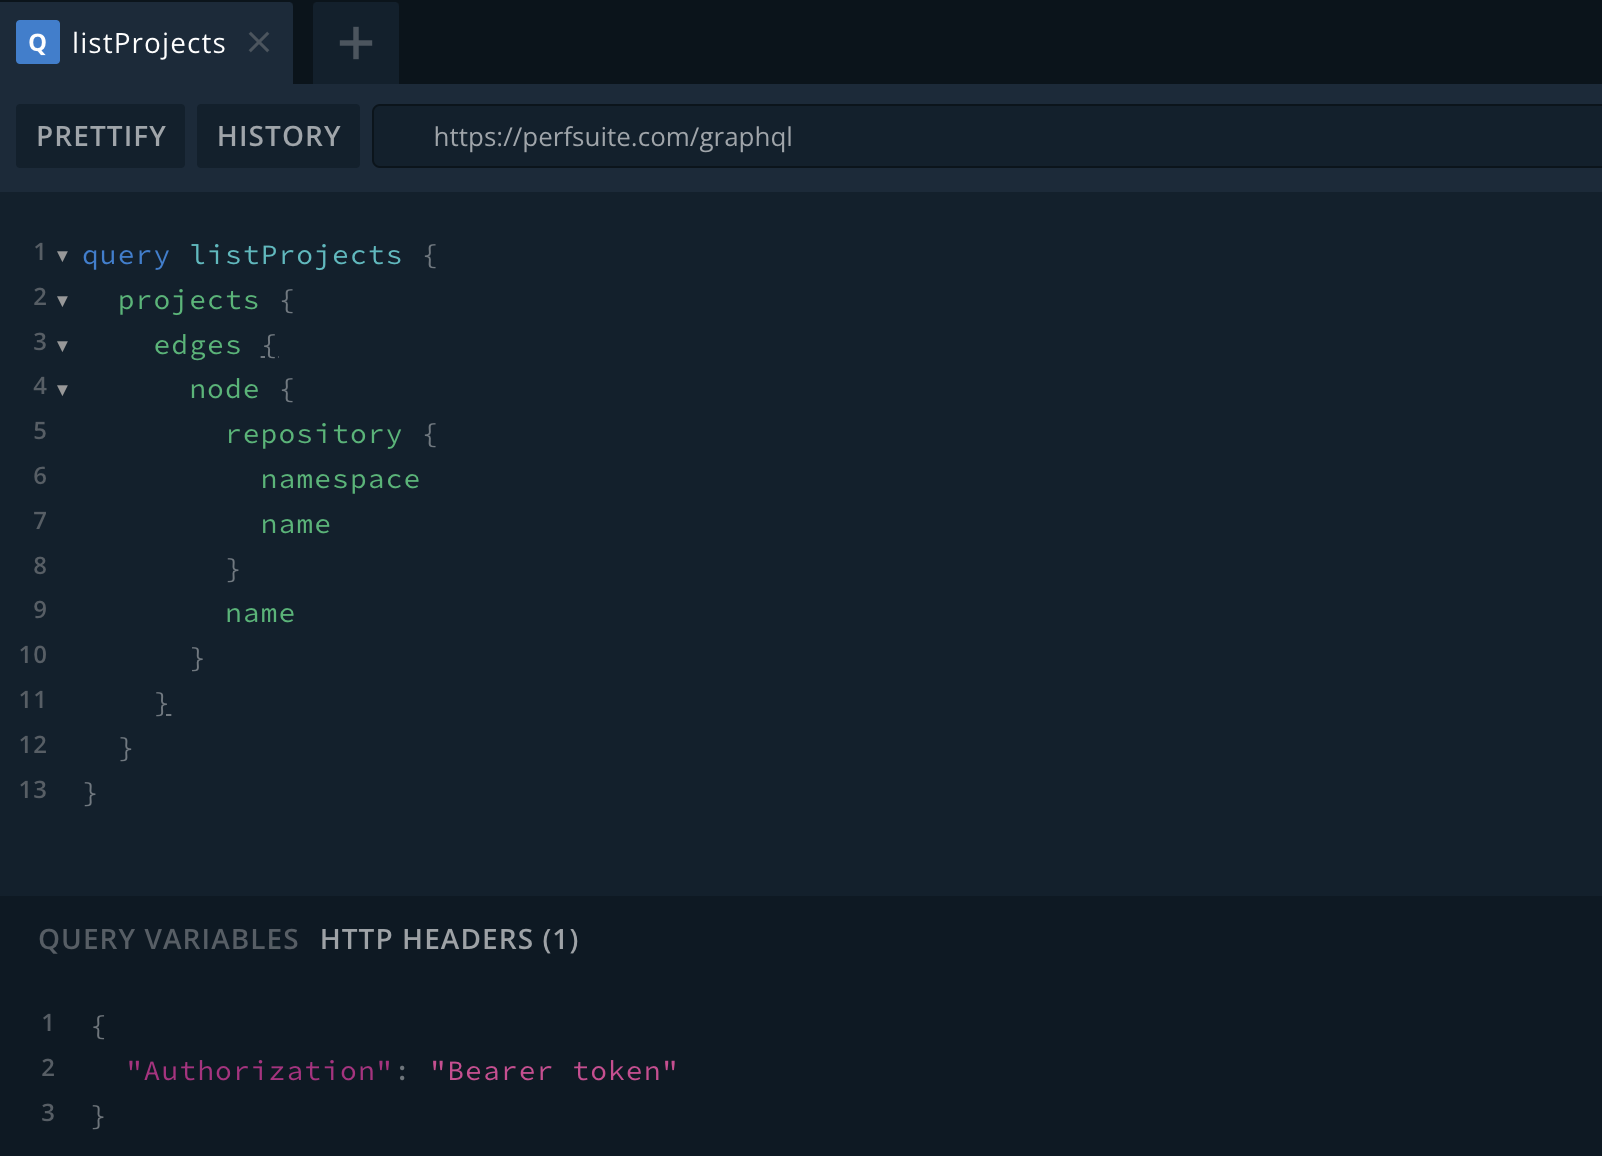 Q listProjects ×
+
PRETTIFY HISTORY https://perfsuite.com/graphql
1 ▼ query listProjects {
2 ▼ projects {
3 ▼ edges {
4 ▼ node {
5 repository {
6 namespace
7 name
8 }
9 name
10 }
11 }
12 }
13 }
QUERY VARIABLES HTTP HEADERS (1)
1 {
2 "Authorization": "Bearer token"
3 }